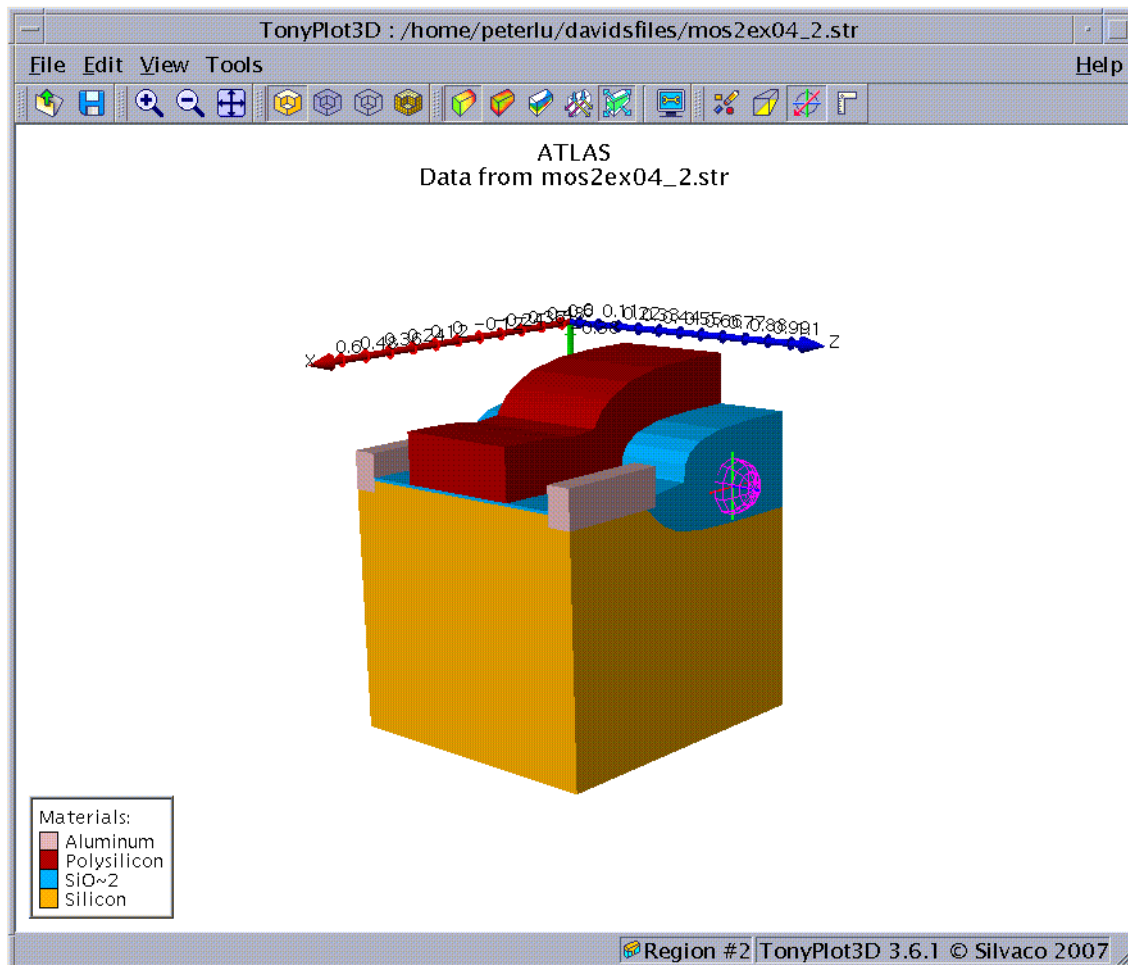 TonyPlot3D : /home/peterlu/davidsfiles/mos2ex04_2.str
File Edit View Tools Help
ATLAS
Data from mos2ex04_2.str
X
Z
Materials:
Aluminum
Polysilicon
SiO~2
Silicon
Region #2 TonyPlot3D 3.6.1 © Silvaco 2007